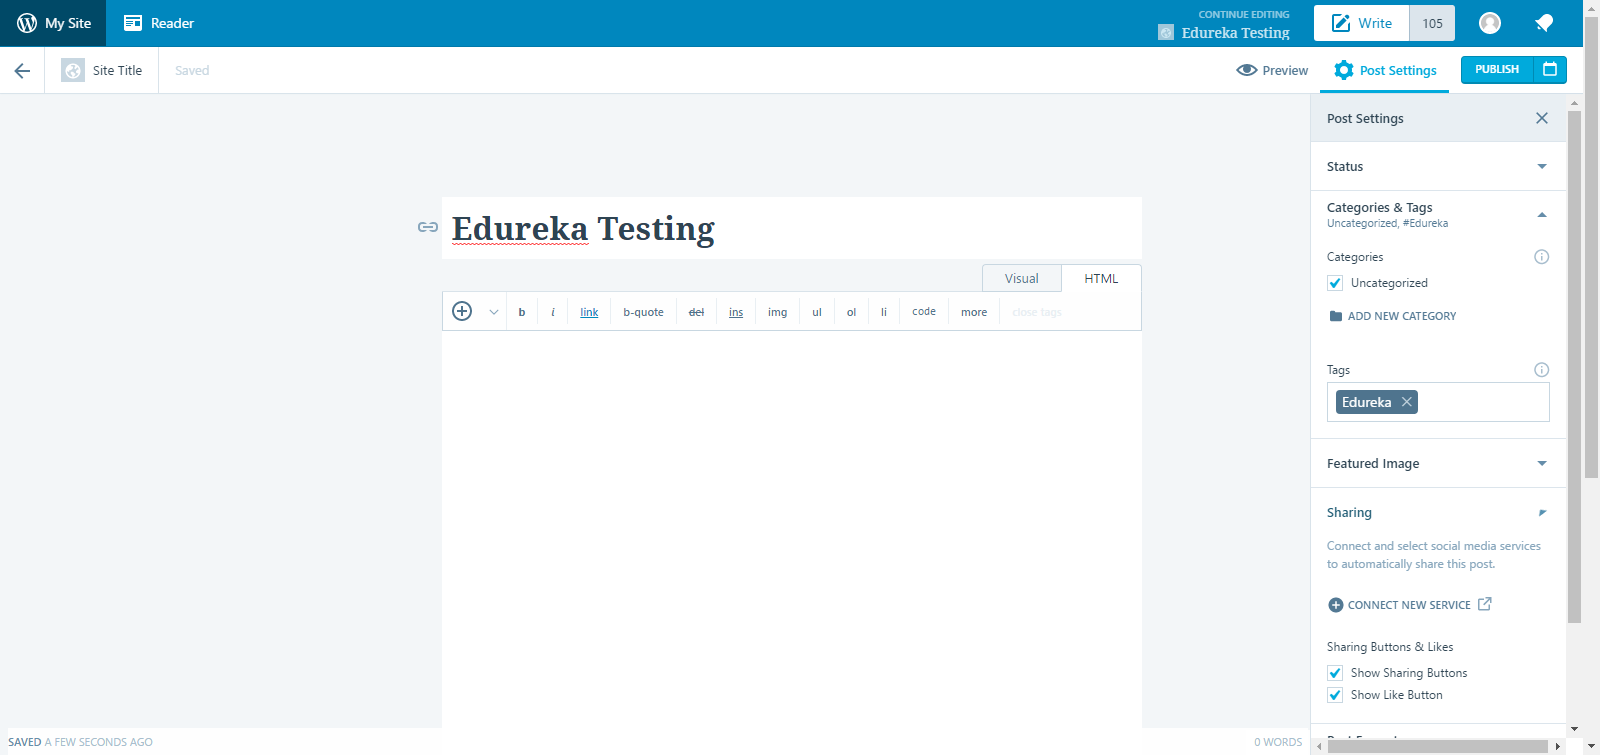 My Site
Reader
CONTINUE EDITING
Edureka Testing
Write
105
Site Title
Saved
Preview
Post Settings
PUBLISH
Post Settings
Status
Categories & Tags
Uncategorized, #Edureka
Categories
Uncategorized
ADD NEW CATEGORY
Tags
Edureka
Featured Image
Sharing
Connect and select social media services
to automatically share this post.
CONNECT NEW SERVICE
Sharing Buttons & Likes
Show Sharing Buttons
Show Like Button
Edureka Testing
Visual
HTML
b
i
link
b-quote
del
ins
img
ul
ol
li
code
more
close tags
SAVED A FEW SECONDS AGO
0 WORDS